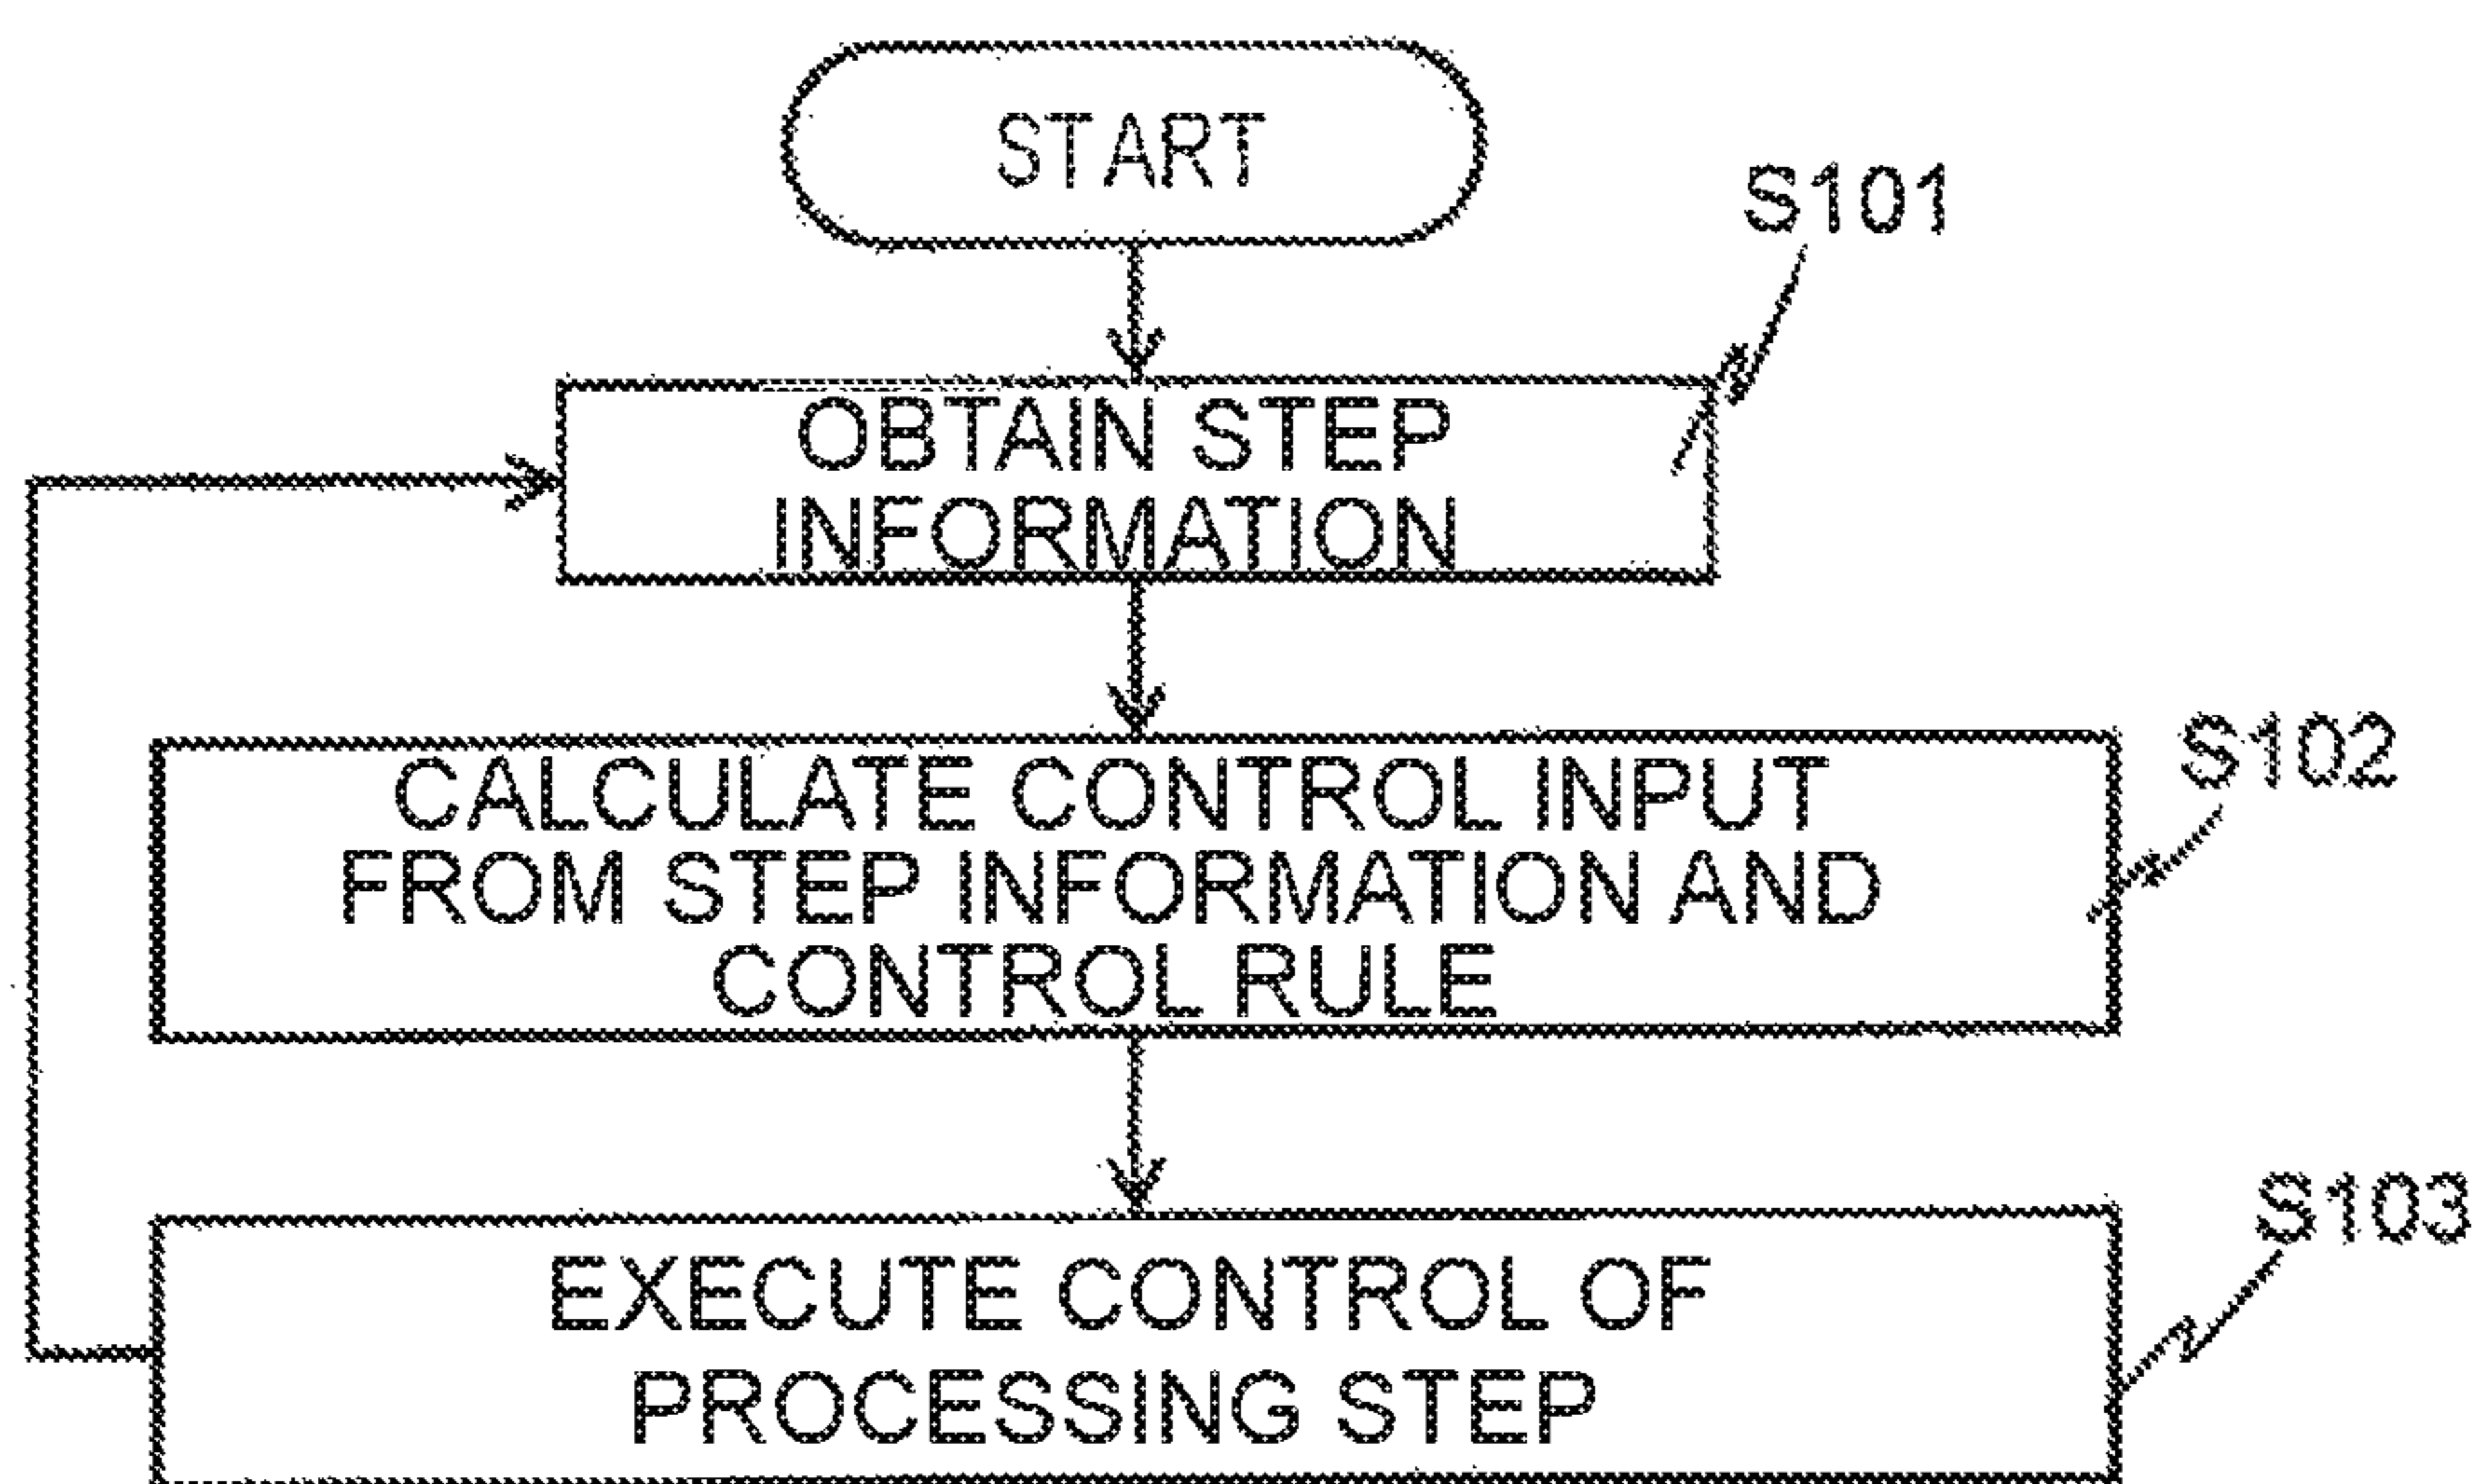 START
S101
OBTAIN STEP
INFORMATION
S102
CALCULATE CONTROL INPUT
FROM STEP INFORMATION AND
CONTROL RULE
S103
EXECUTE CONTROL OF
PROCESSING STEP